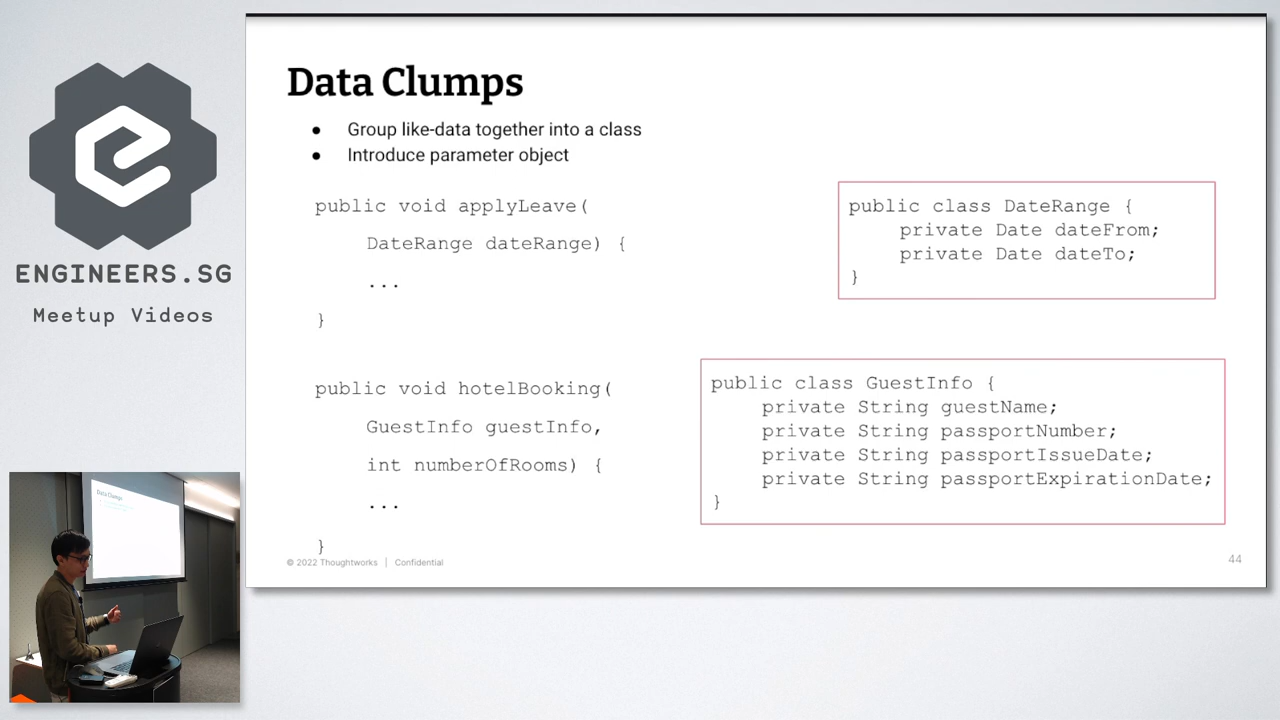 ENGINEERS.SG
Meetup Videos
Data Clumps
● Group like-data together into a class
● Introduce parameter object
public void applyLeave(
DateRange dateRange) {
...
}
public class DateRange {
private Date dateFrom;
private Date dateTo;
}
public void hotelBooking(
GuestInfo guestInfo,
int numberOfRooms) {
...
}
public class GuestInfo {
private String guestName;
private String passportNumber;
private String passportIssueDate;
private String passportExpirationDate;
}
© 2022 Thoughtworks | Confidential
44
Data Clumps